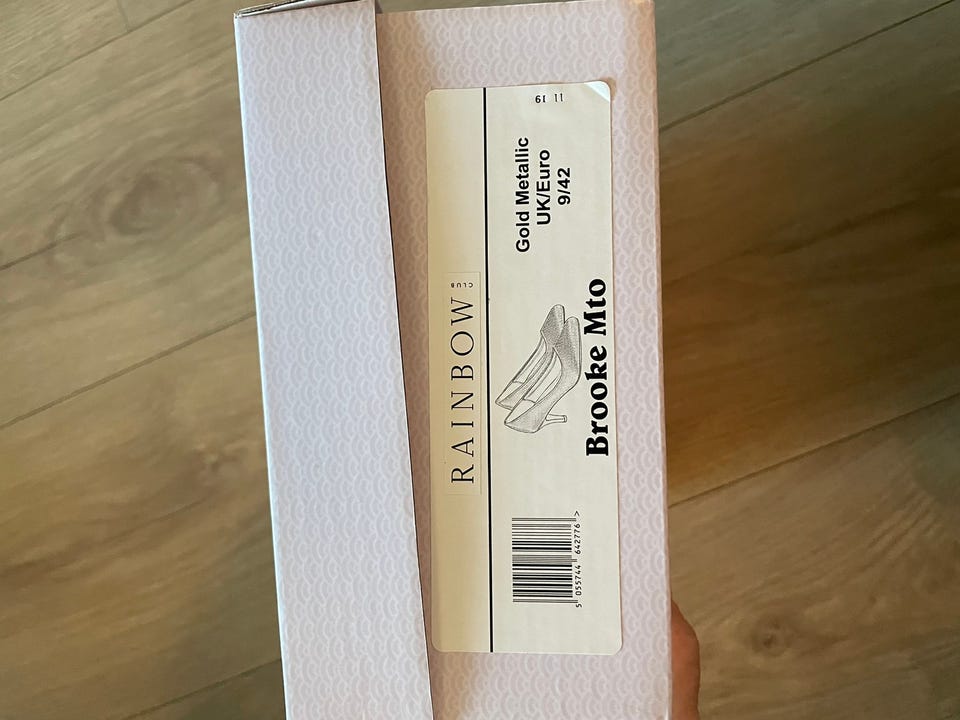 RAINBOW
CLUB
11 19
Gold Metallic
UK/Euro
9/42
Brooke Mto
5 055744 642776 >